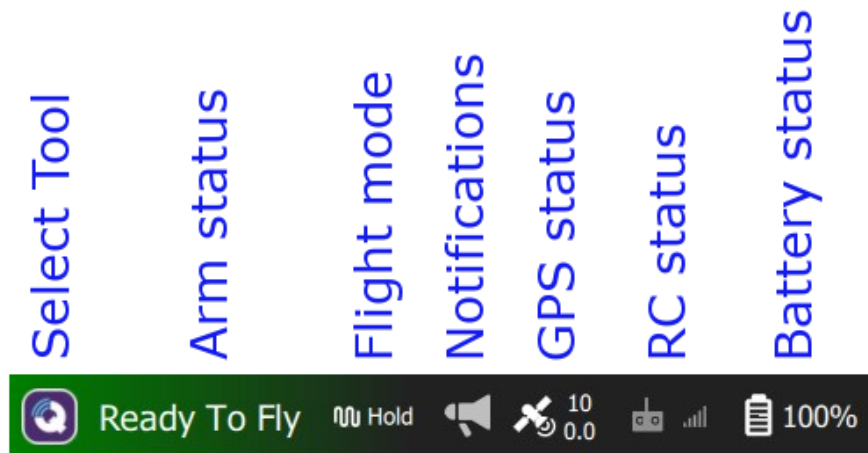 Select Tool
Arm status
Flight mode
Notifications
GPS status
RC status
Battery status
Ready To Fly
Hold
10
0.0
100%